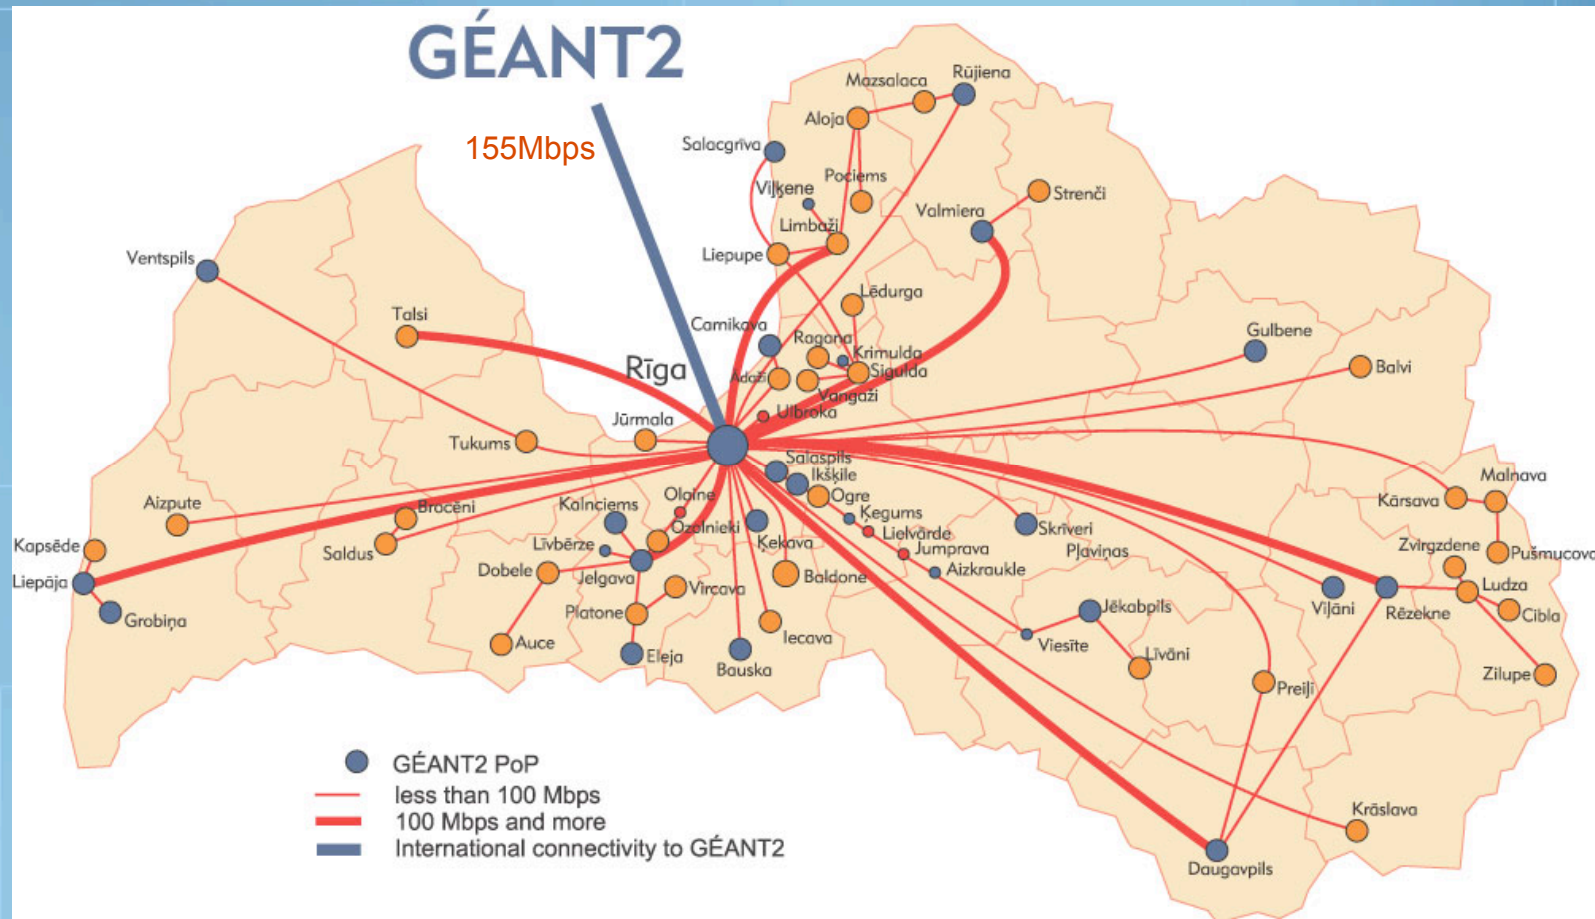 GÉANT2
155Mbps
Mazsalaca
Rūjiena
Aloja
Salacgrīva
Viļķene
Pociems
Strenči
Valmiera
Limbaži
Liepupe
Ventspils
Lēdurga
Talsi
Carnikava
Ragana
Krimulda
Gulbene
Balvi
Rīga
Ādaži
Sigulda
Vangaži
Ulbroka
Jūrmala
Tukums
Salaspils
Ikšķile
Ogre
Malnava
Kārsava
Aizpute
Brocēni
Kalnciems
Olaine
Ozolnieki
Ķegums
Lielvārde
Skrīveri
Kapsēde
Saldus
Līvbērze
Ķekava
Jumprava
Pļaviņas
Zvirgzdene
Pušmucova
Liepāja
Dobele
Jelgava
Baldone
Aizkraukle
Ludza
Grobiņa
Platone
Vircava
Jēkabpils
Viļāni
Rēzekne
Cibla
Auce
Eleja
Iecava
Bauska
Viesīte
Līvāni
Preiļi
Zilupe
GÉANT2 PoP
less than 100 Mbps
100 Mbps and more
International connectivity to GÉANT2
Krāslava
Daugavpils